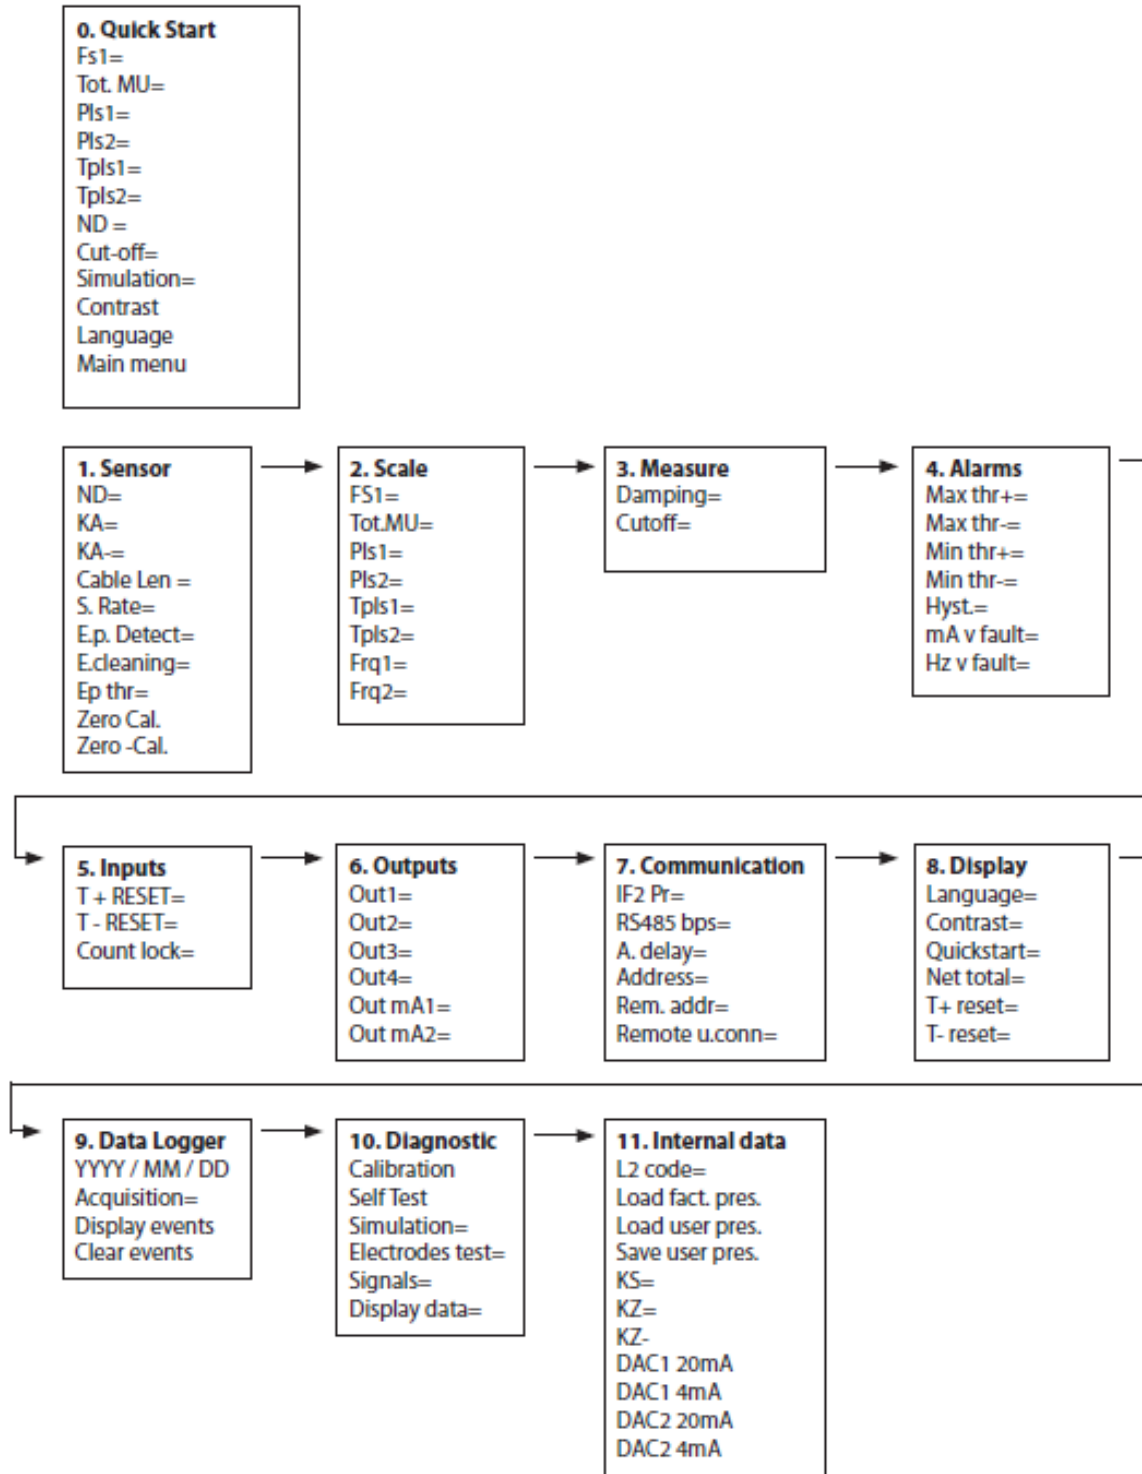 0. Quick Start
Fs1=
Tot. MU=
Pls1=
Pls2=
Tpls1=
Tpls2=
ND =
Cut-off=
Simulation=
Contrast
Language
Main menu
1. Sensor
ND=
KA=
KA-=
Cable Len =
S. Rate=
E.p. Detect=
E.cleaning=
Ep thr=
Zero Cal.
Zero -Cal.
2. Scale
FS1=
Tot.MU=
Pls1=
Pls2=
Tpls1=
Tpls2=
Frq1=
Frq2=
3. Measure
Damping=
Cutoff=
4. Alarms
Max thr+=
Max thr-=
Min thr+=
Min thr-=
Hyst.=
mA v fault=
Hz v fault=
5. Inputs
T + RESET=
T - RESET=
Count lock=
6. Outputs
Out1=
Out2=
Out3=
Out4=
Out mA1=
Out mA2=
7. Communication
IF2 Pr=
RS485 bps=
A. delay=
Address=
Rem. addr=
Remote u.conn=
8. Display
Language=
Contrast=
Quickstart=
Net total=
T+ reset=
T- reset=
9. Data Logger
YYYY / MM / DD
Acquisition=
Display events
Clear events
10. Diagnostic
Calibration
Self Test
Simulation=
Electrodes test=
Signals=
Display data=
11. Internal data
L2 code=
Load fact. pres.
Load user pres.
Save user pres.
KS=
KZ=
KZ-
DAC1 20mA
DAC1 4mA
DAC2 20mA
DAC2 4mA